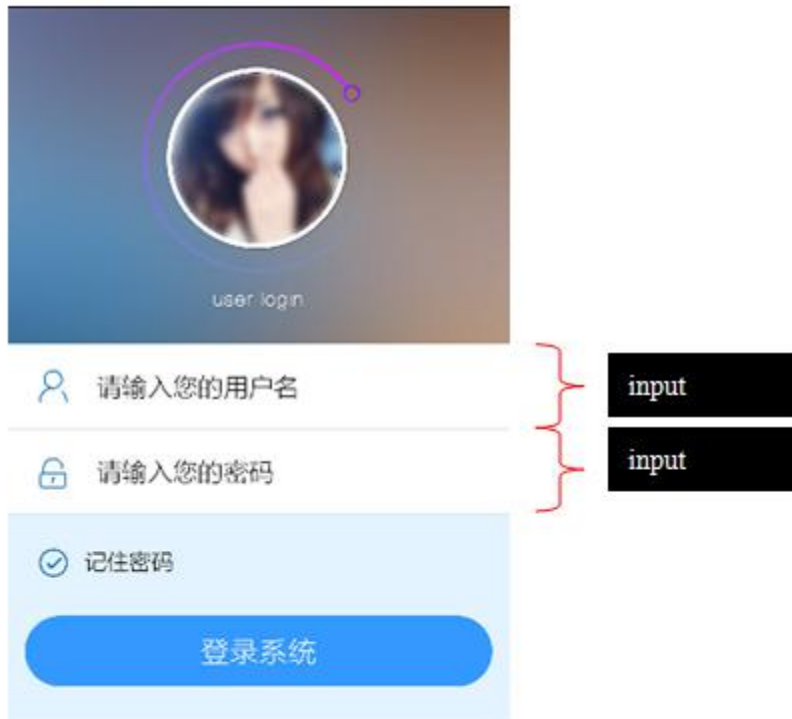 user login
请输入您的用户名
input
请输入您的密码
input
记住密码
登录系统